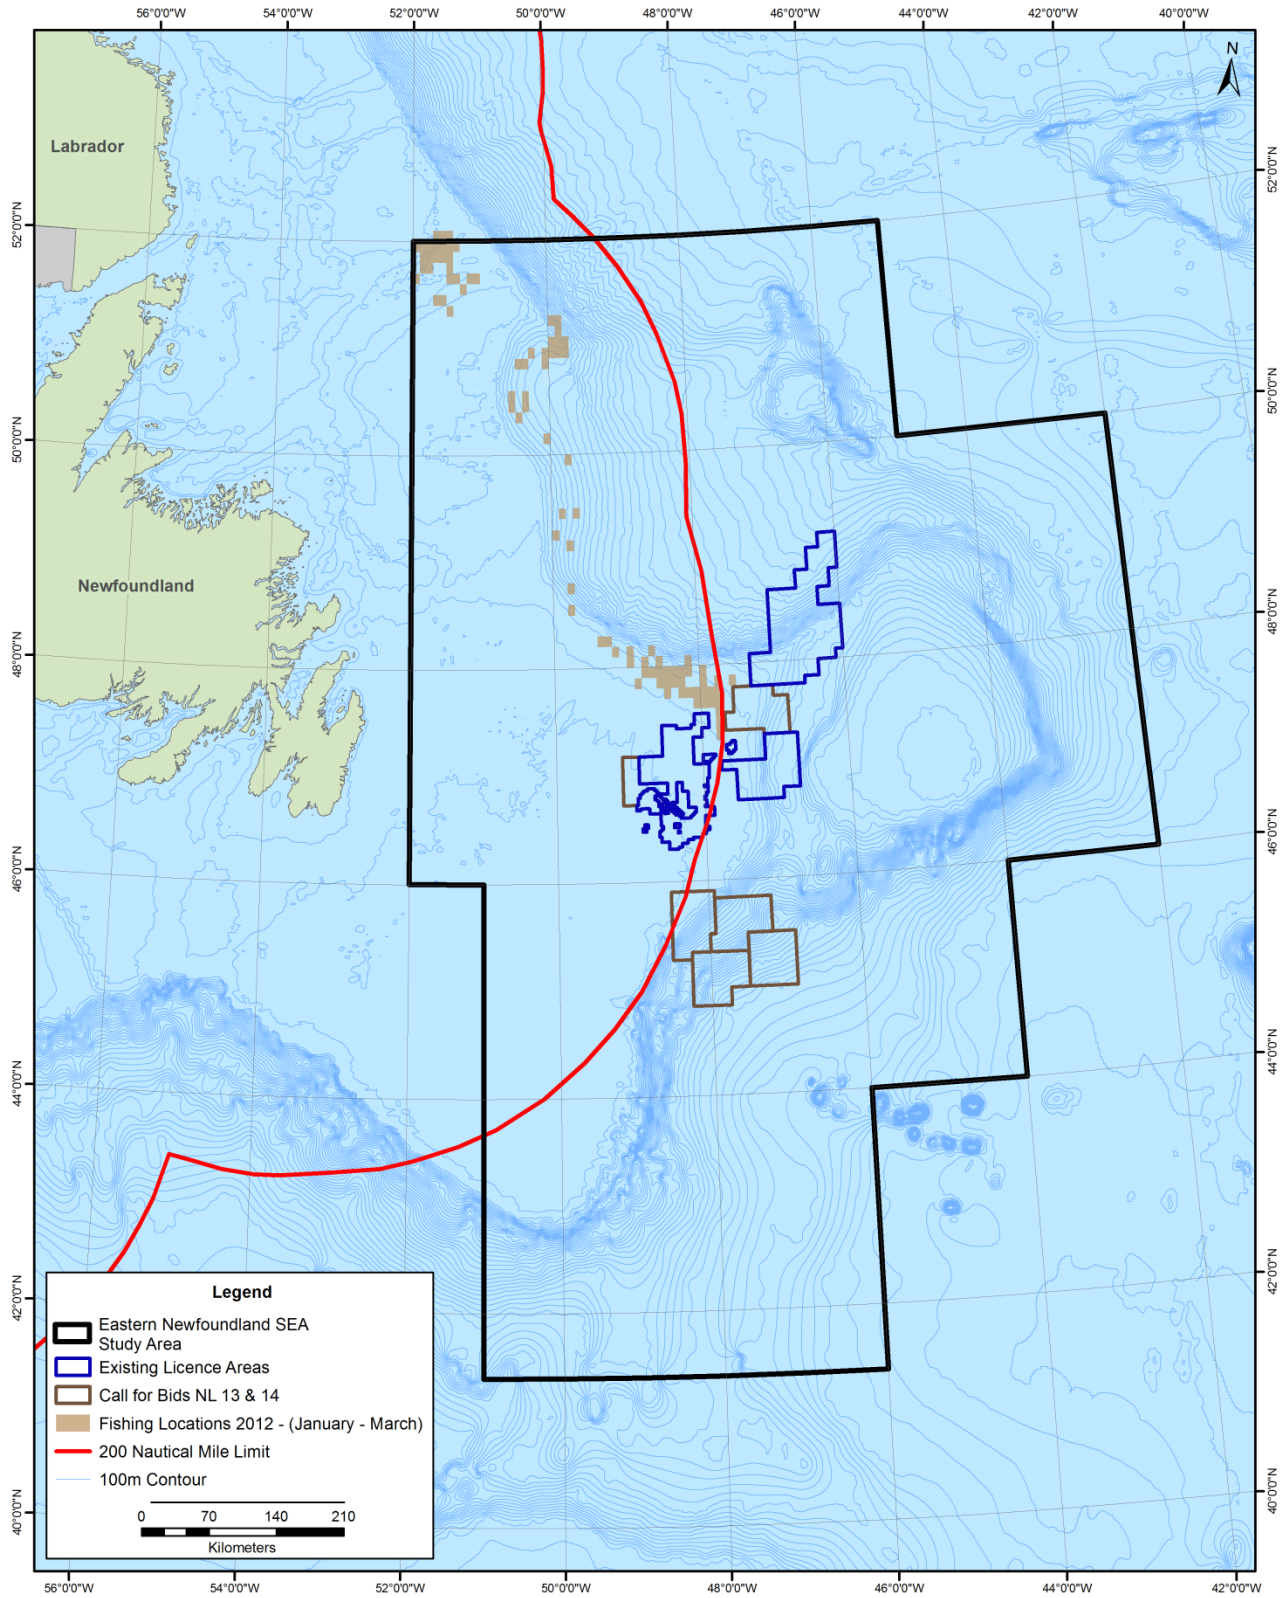 56°0'0"W 54°0'0"W 52°0'0"W 50°0'0"W 48°0'0"W 46°0'0"W 44°0'0"W 42°0'0"W 40°0'0"W
N
Labrador
52°0'0"N
52°0'0"N
50°0'0"N
50°0'0"N
Newfoundland
48°0'0"N
48°0'0"N
46°0'0"N
46°0'0"N
44°0'0"N
44°0'0"N
42°0'0"N
42°0'0"N
40°0'0"N
40°0'0"N
Legend
Eastern Newfoundland SEA
Study Area
Existing Licence Areas
Call for Bids NL 13 & 14
Fishing Locations 2012 - (January - March)
200 Nautical Mile Limit
100m Contour
0 70 140 210
Kilometers
56°0'0"W 54°0'0"W 52°0'0"W 50°0'0"W 48°0'0"W 46°0'0"W 44°0'0"W 42°0'0"W